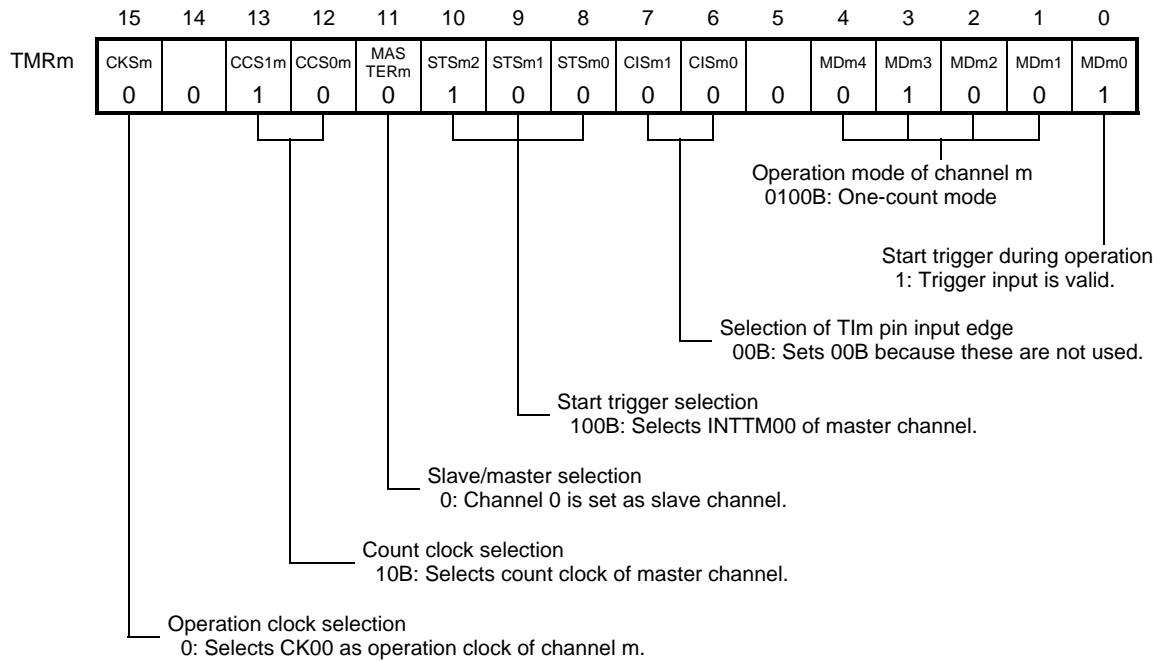 15 14 13 12 11 10 9 8 7 6 5 4 3 2 1 0
TMRm CKSm CCS1m CCS0m MAS TERm STSm2 STSm1 STSm0 CISm1 CISm0 MDm4 MDm3 MDm2 MDm1 MDm0
0 0 1 0 0 1 0 0 0 0 0 0 1 0 0 1
Operation mode of channel m
0100B: One-count mode
Start trigger during operation
1: Trigger input is valid.
Selection of TIm pin input edge
00B: Sets 00B because these are not used.
Start trigger selection
100B: Selects INTTM00 of master channel.
Slave/master selection
0: Channel 0 is set as slave channel.
Count clock selection
10B: Selects count clock of master channel.
Operation clock selection
0: Selects CK00 as operation clock of channel m.